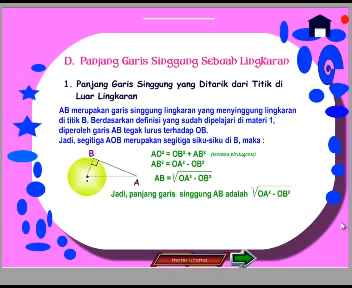 D. Panjang Garis Singgung Sebuah Lingkaran
1. Panjang Garis Singgung yang Ditarik dari Titik di
Luar Lingkaran
AB merupakan garis singgung lingkaran yang menyinggung lingkaran
di titik B. Berdasarkan definisi yang sudah dipelajari di materi 1,
diperoleh garis AB tegak lurus terhadap OB.
Jadi, segitiga AOB merupakan segitiga siku-siku di B, maka :
B
A
AO² = OB² + AB² (teorema phytagoras)
AB² = OA² - OB²
AB = √OA² - OB²
Jadi, panjang garis singgung AB adalah √OA² - OB²
menu utama